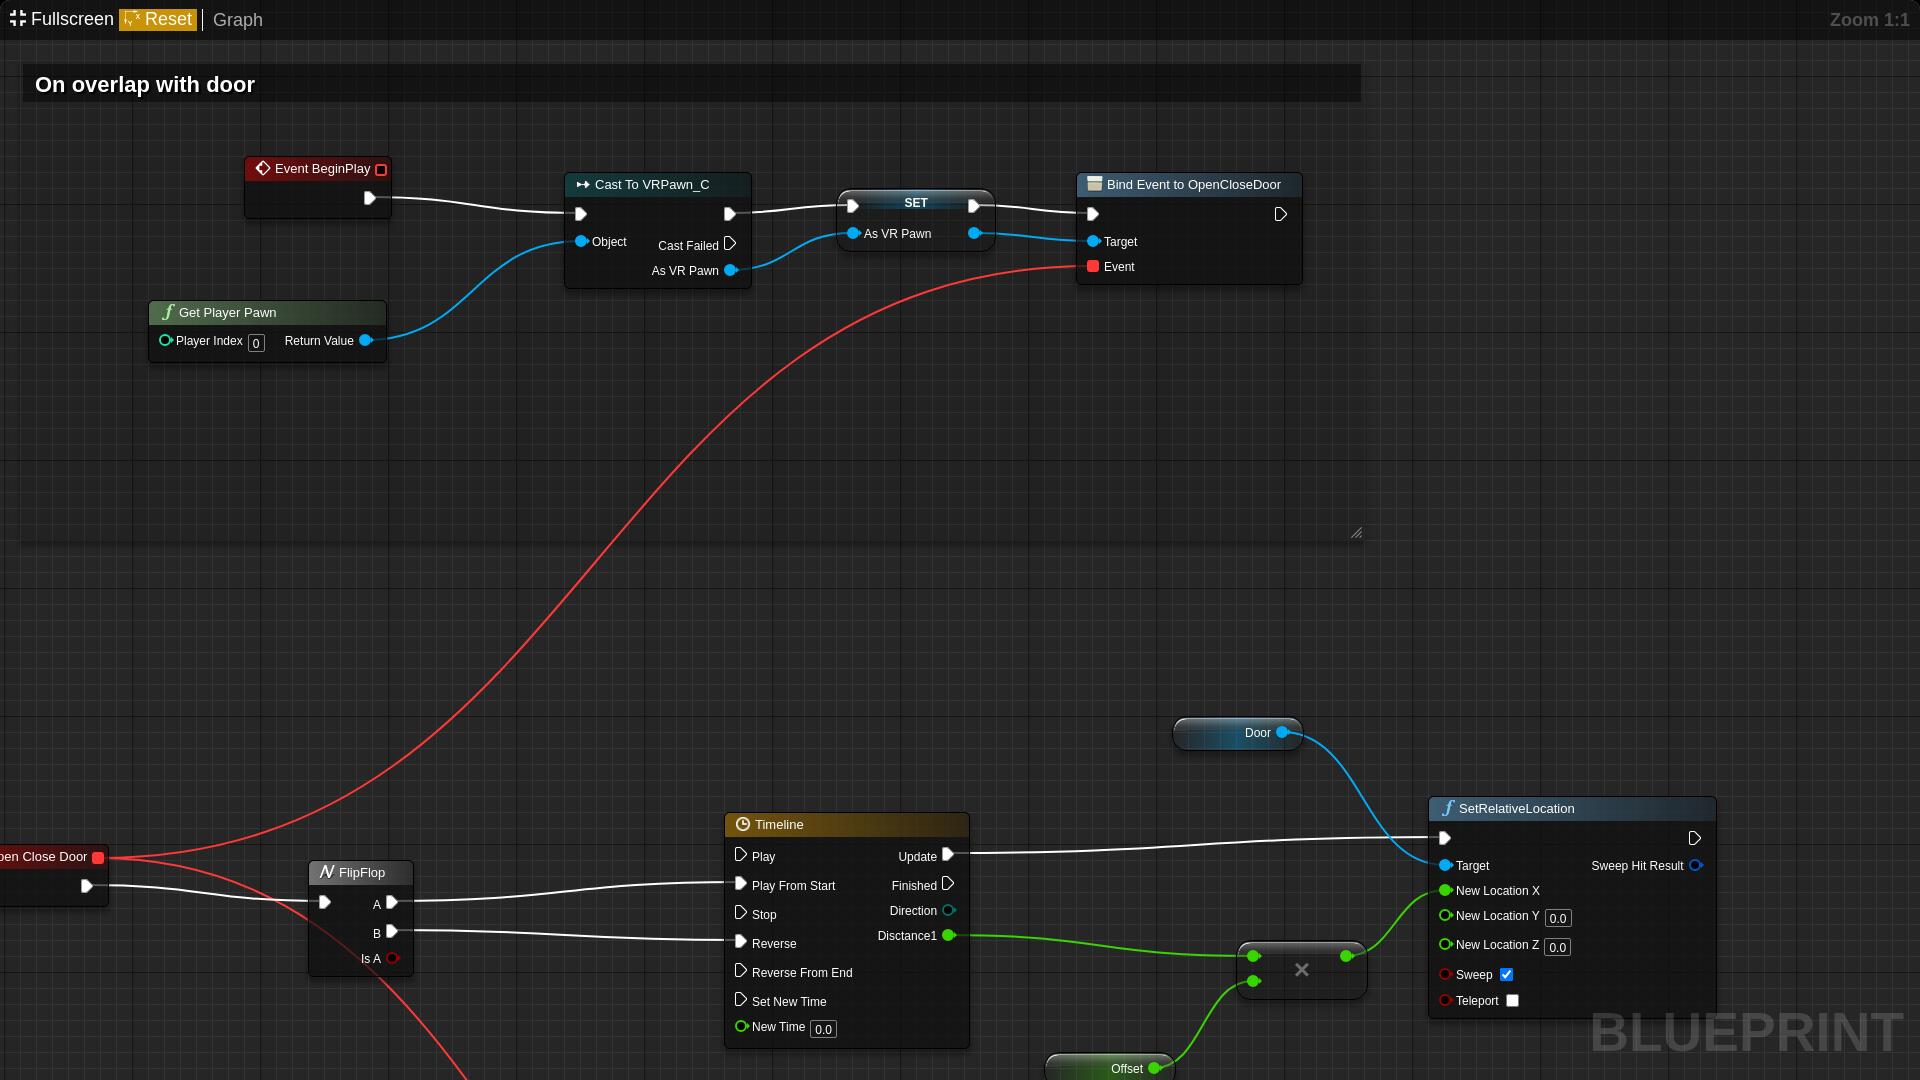 Fullscreen Reset Graph Zoom 1:1
On overlap with door
Event BeginPlay
Cast To VRPawn_C
Object
Cast Failed
As VR Pawn
SET
As VR Pawn
Bind Event to OpenCloseDoor
Target
Event
Get Player Pawn
Player Index 0 Return Value
Door
pen Close Door
FlipFlop
A
B
Is A
Timeline
Play Update
Play From Start Finished
Stop Direction
Reverse Disctance1
Reverse From End
Set New Time
New Time 0.0
SetRelativeLocation
Target Sweep Hit Result
New Location X
New Location Y 0.0
New Location Z 0.0
Sweep
Teleport
Offset
BLUEPRINT